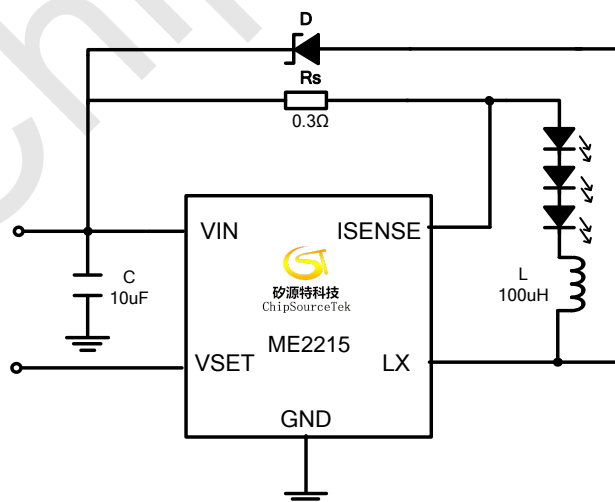 D
Rs
0.3Ω
VIN
ISENSE
C
10uF
矽源特科技
ChipSourceTek
L
100uH
ME2215
VSET
LX
GND